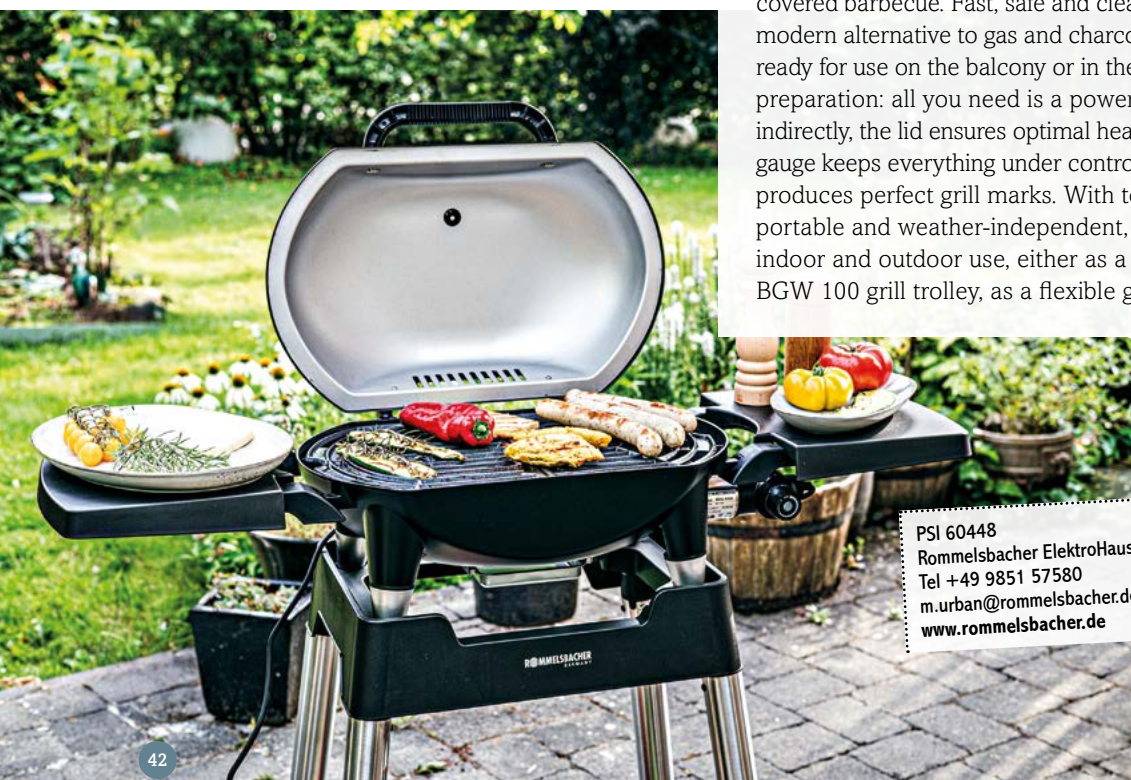 covered barbecue. Fast, safe and clea
modern alternative to gas and charco
ready for use on the balcony or in the
preparation: all you need is a power
indirectly, the lid ensures optimal hea
gauge keeps everything under contro
produces perfect grill marks. With te
portable and weather-independent,
indoor and outdoor use, either as a
BGW 100 grill trolley, as a flexible g
PSI 60448
Rommelsbacher ElektroHaus
Tel +49 9851 57580
m.urban@rommelsbacher.de
www.rommelsbacher.de
ROMMELSBACHER
GERMANY
42